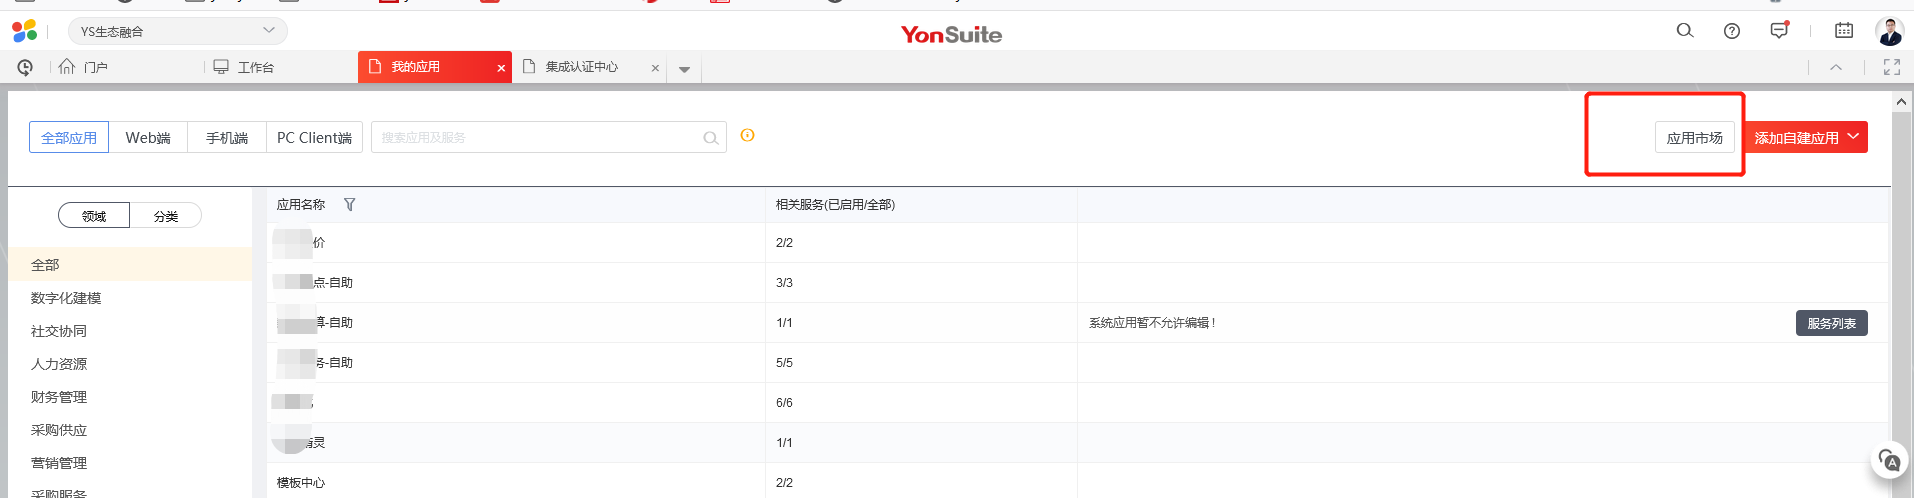 YS生态融合
YonSuite
门户
工作台
我的应用
集成认证中心
全部应用
Web端
手机端
PC Client端
搜索应用及服务
应用市场
添加自建应用
领域
分类
应用名称
相关服务(已启用/全部)
全部
数字化建模
社交协同
人力资源
财务管理
采购供应
营销管理
采购服务
价
2/2
点-自助
3/3
算-自助
1/1
系统应用暂不允许编辑！
服务列表
务-自助
5/5
6/6
精灵
1/1
模板中心
2/2